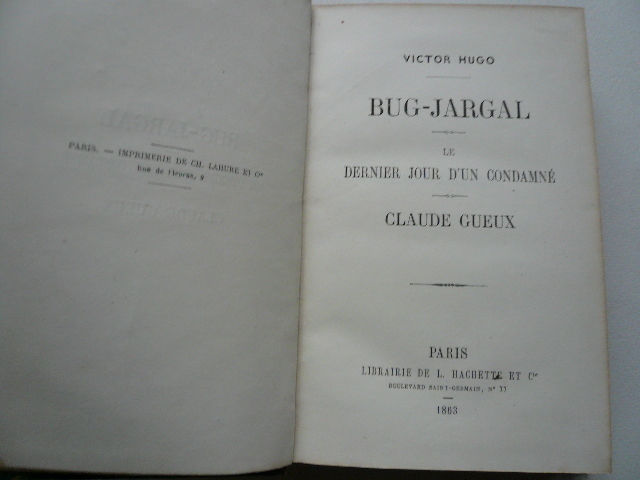 PARIS. — IMPRIMERIE DE CH. LAHURE ET Cie
Rue de Fleurus, 9
VICTOR HUGO
BUG-JARGAL
LE
DERNIER JOUR D'UN CONDAMNÉ
CLAUDE GUEUX
PARIS
LIBRAIRIE DE L. HACHETTE ET Cie
BOULEVARD SAINT-GERMAIN, N° 77
1863